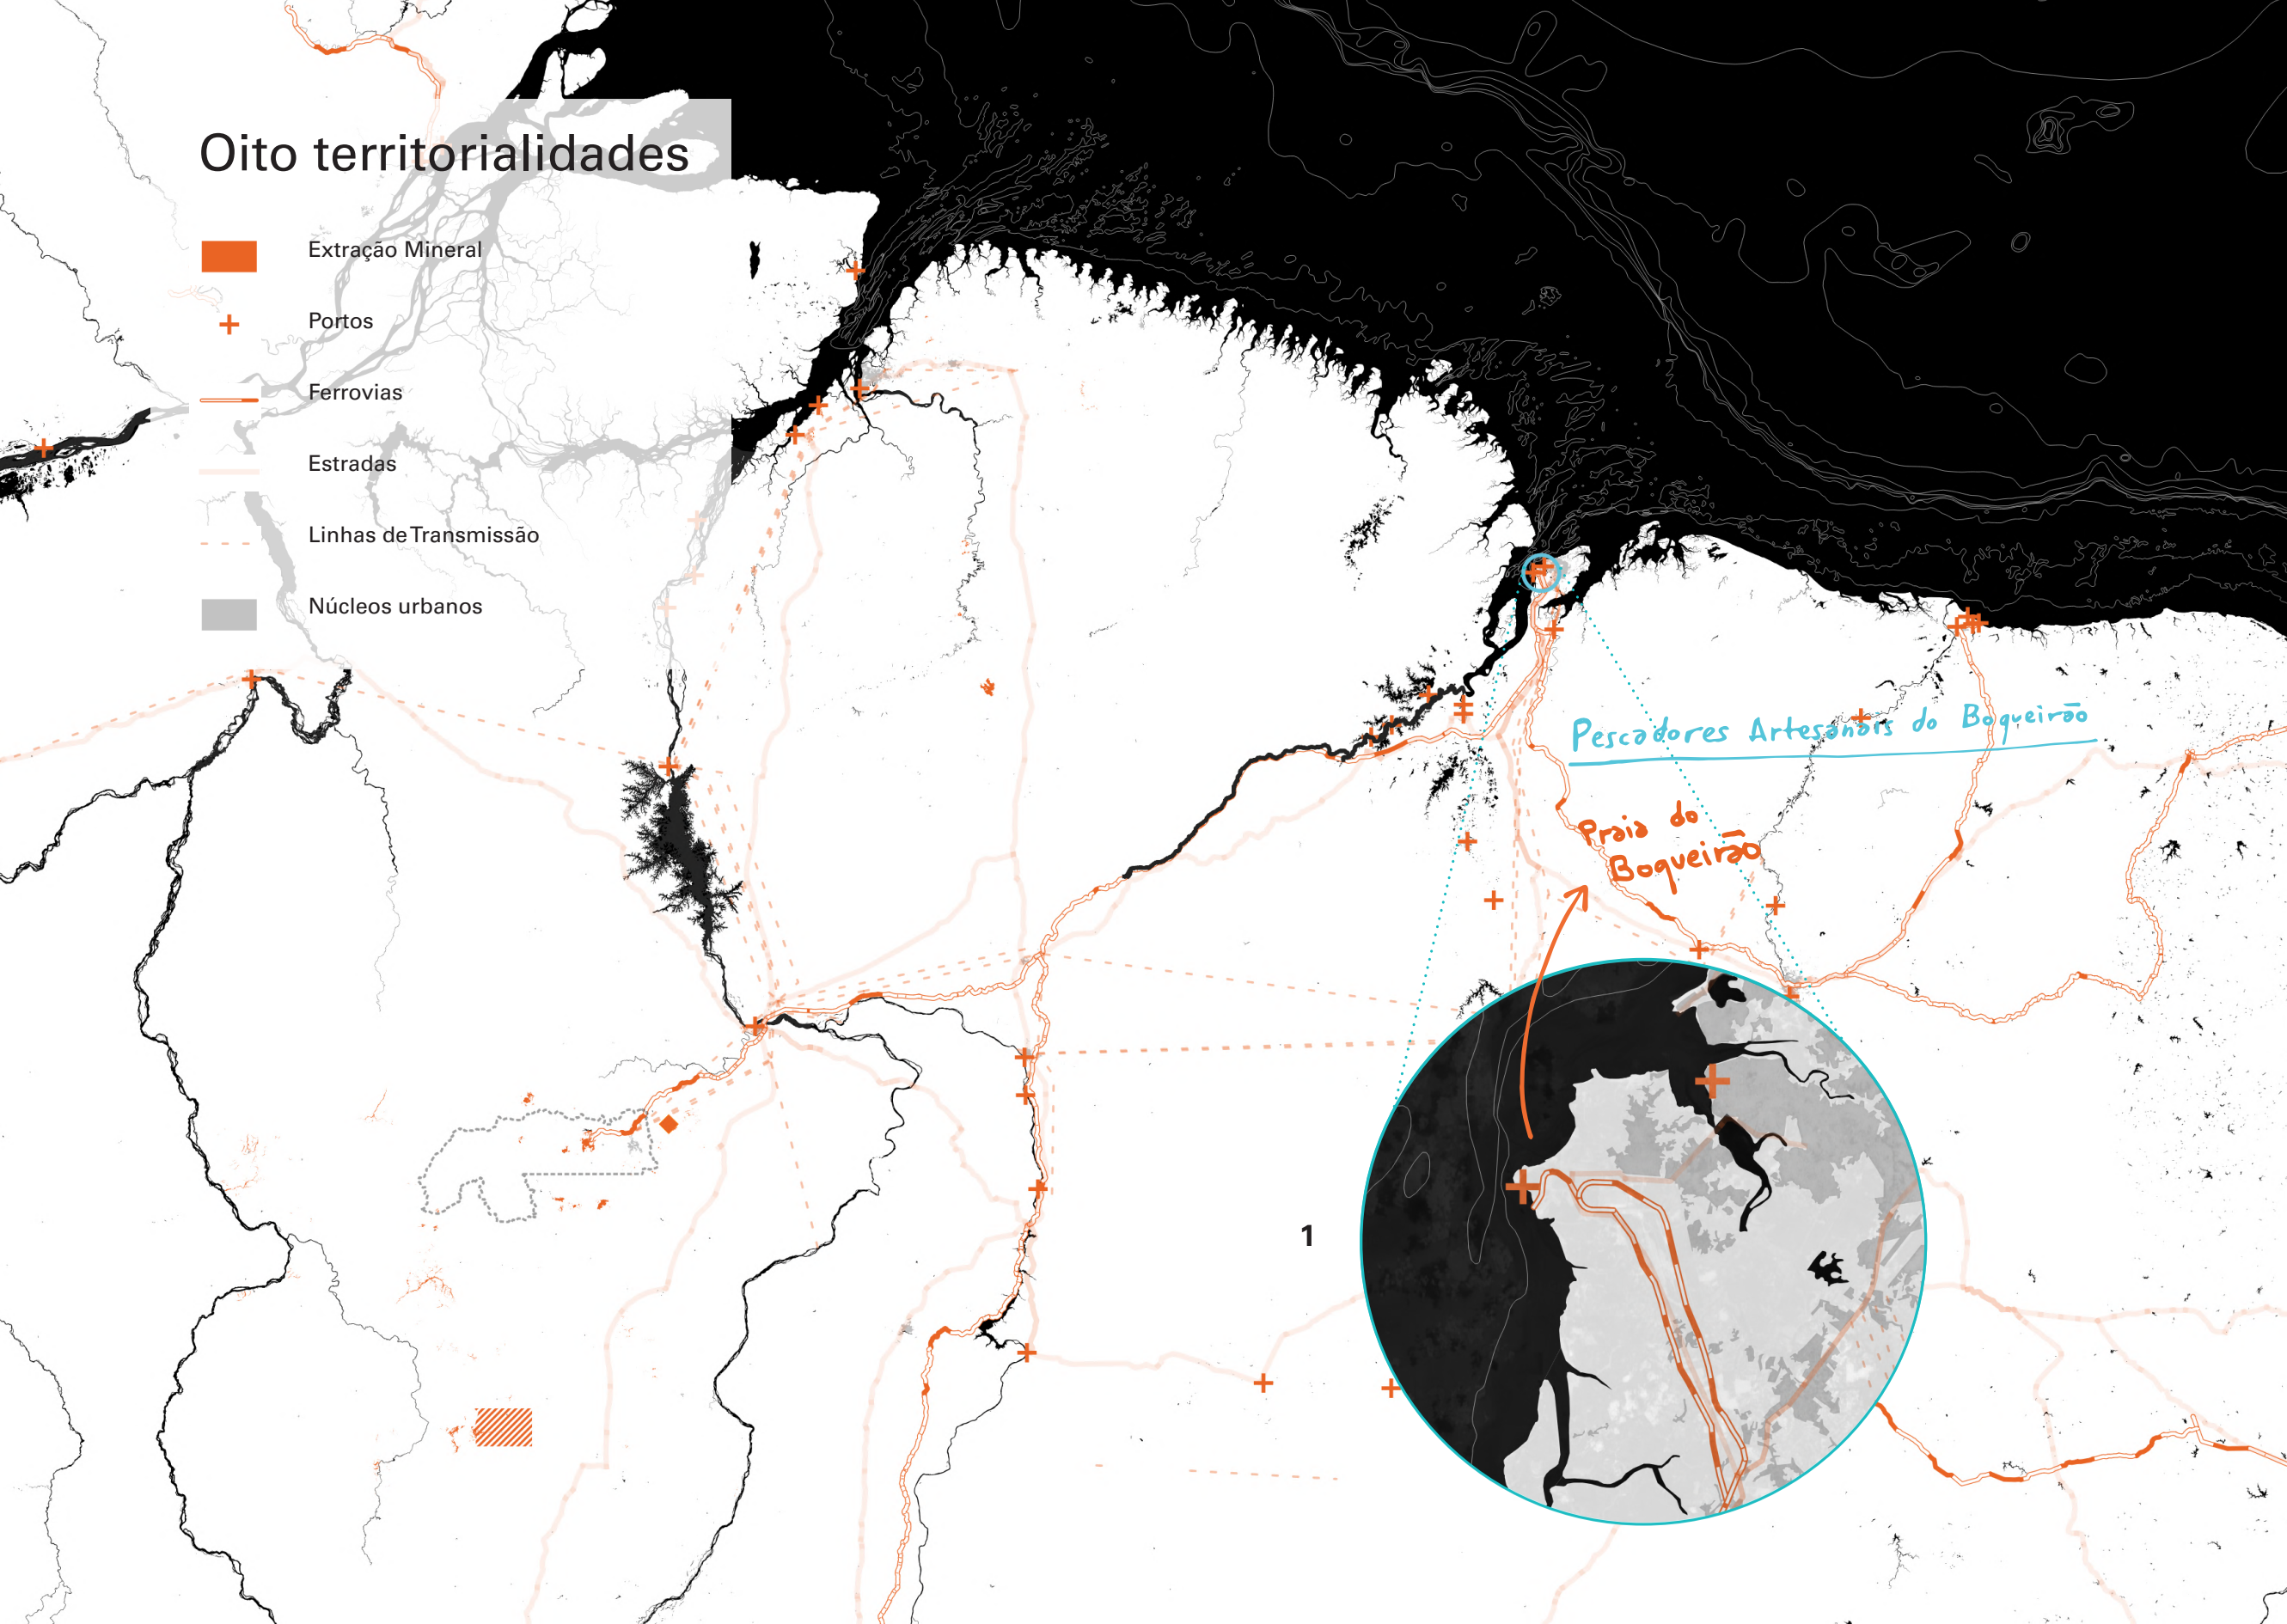 Oito territorialidades
Extração Mineral
Portos
Ferrovias
Estradas
Linhas de Transmissão
Núcleos urbanos
Pescadores Artesanais do Boqueirão
Praia do
Boqueirão
1